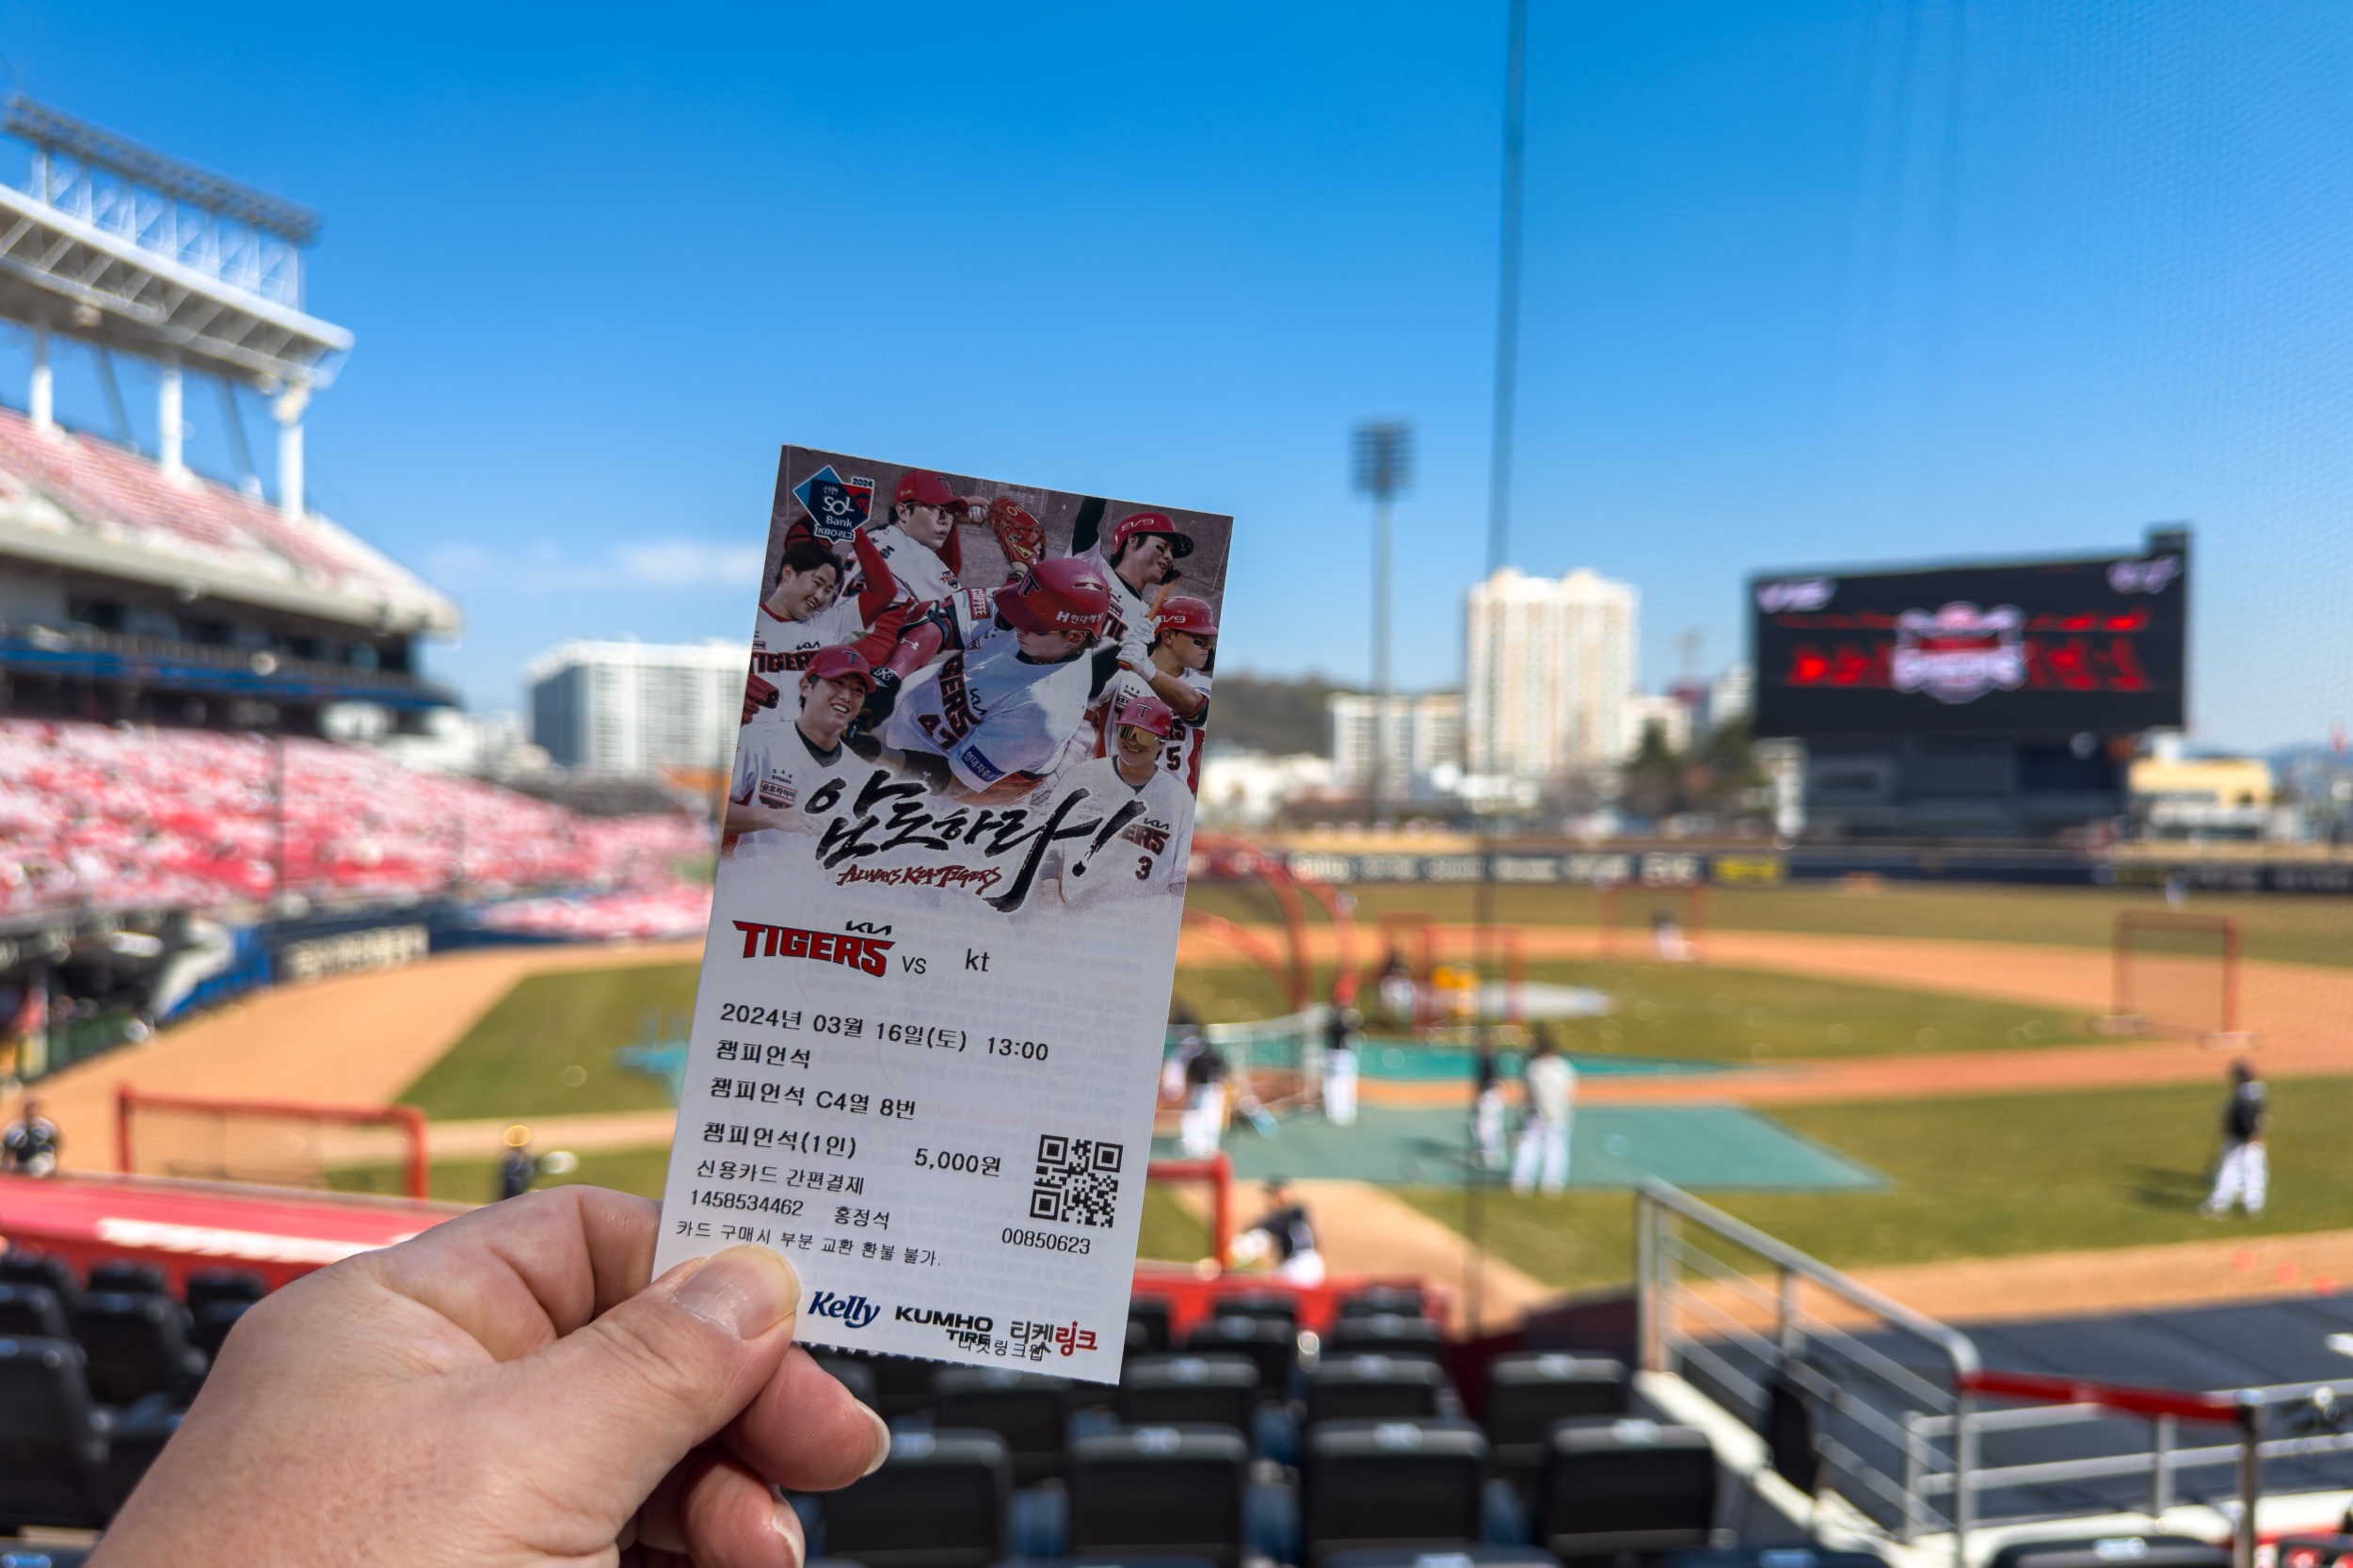 신한
2024
SOL
Bank
KBO리그
압도하라!
ALWAYS KIA TIGERS
KIA
TIGERS vs kt
2024년 03월 16일(토) 13:00
챔피언석
챔피언석 C4열 8번
챔피언석(1인) 5,000원
신용카드 간편결제
1458534462 홍정석
카드 구매시 부분 교환 환불 불가.
00850623
Kelly KUMHO TIRE 티켓링크